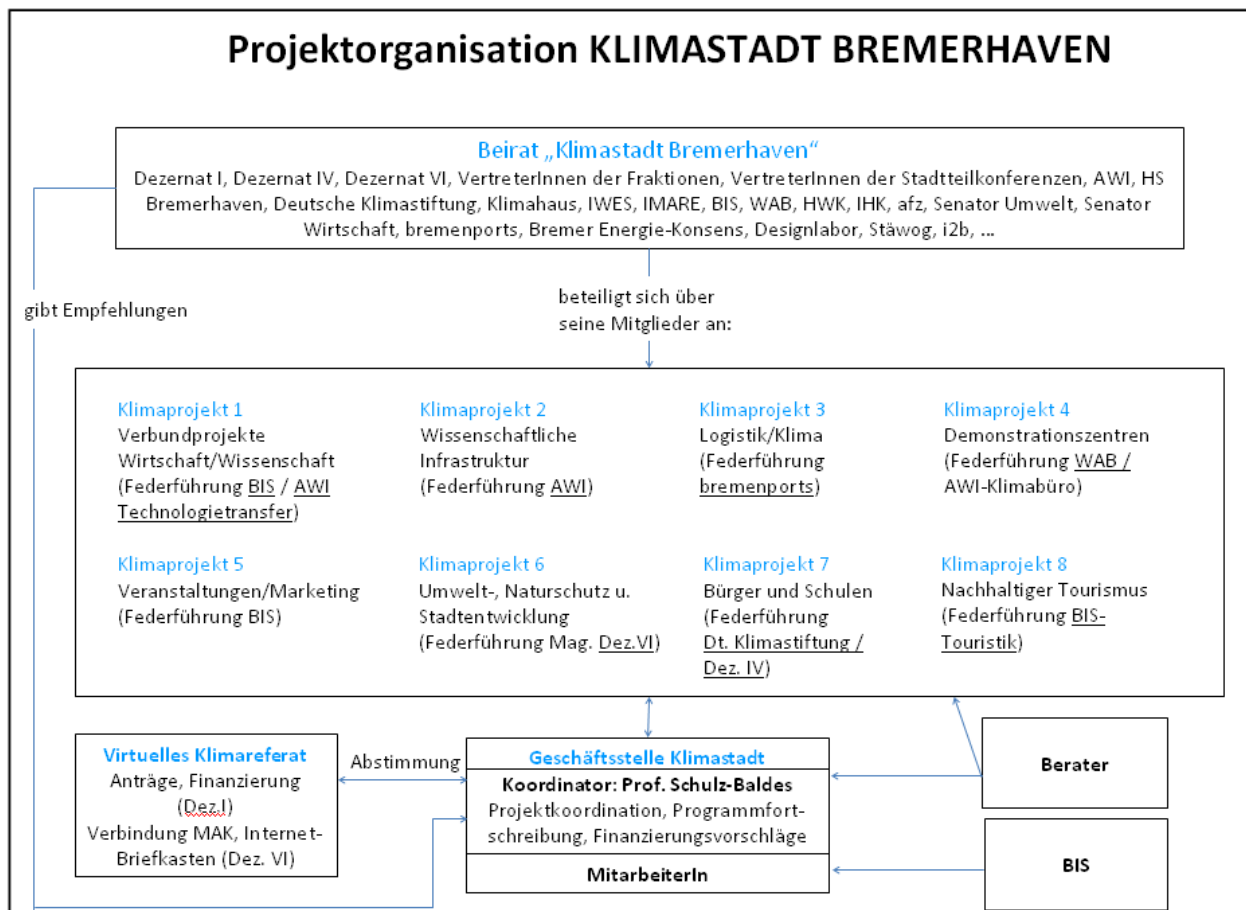 Projektorganisation KLIMASTADT BREMERHAVEN
Beirat „Klimastadt Bremerhaven“
Dezernat I, Dezernat IV, Dezernat VI, VertreterInnen der Fraktionen, VertreterInnen der Stadtteilkonferenzen, AWI, HS
Bremerhaven, Deutsche Klimastiftung, Klimahaus, IWES, IMARE, BIS, WAB, HWK, IHK, afz, Senator Umwelt, Senator
Wirtschaft, bremenports, Bremer Energie-Konsens, Designlabor, Stäwog, i2b, ...
gibt Empfehlungen
beteiligt sich über
seine Mitglieder an:
Klimaprojekt 1
Verbundprojekte
Wirtschaft/Wissenschaft
(Federführung BIS / AWI
Technologietransfer)
Klimaprojekt 2
Wissenschaftliche
Infrastruktur
(Federführung AWI)
Klimaprojekt 3
Logistik/Klima
(Federführung
bremenports)
Klimaprojekt 4
Demonstrationszentren
(Federführung WAB /
AWI-Klimabüro)
Klimaprojekt 5
Veranstaltungen/Marketing
(Federführung BIS)
Klimaprojekt 6
Umwelt-, Naturschutz u.
Stadtentwicklung
(Federführung Mag. Dez.VI)
Klimaprojekt 7
Bürger und Schulen
(Federführung
Dt. Klimastiftung /
Dez. IV)
Klimaprojekt 8
Nachhaltiger Tourismus
(Federführung BIS-
Touristik)
Virtuelles Klimareferat
Anträge, Finanzierung
(Dez.I)
Verbindung MAK, Internet-
Briefkasten (Dez. VI)
Abstimmung
Geschäftsstelle Klimastadt
Koordinator: Prof. Schulz-Baldes
Projektkoordination, Programmfort-
schreibung, Finanzierungsvorschläge
MitarbeiterIn
Berater
BIS